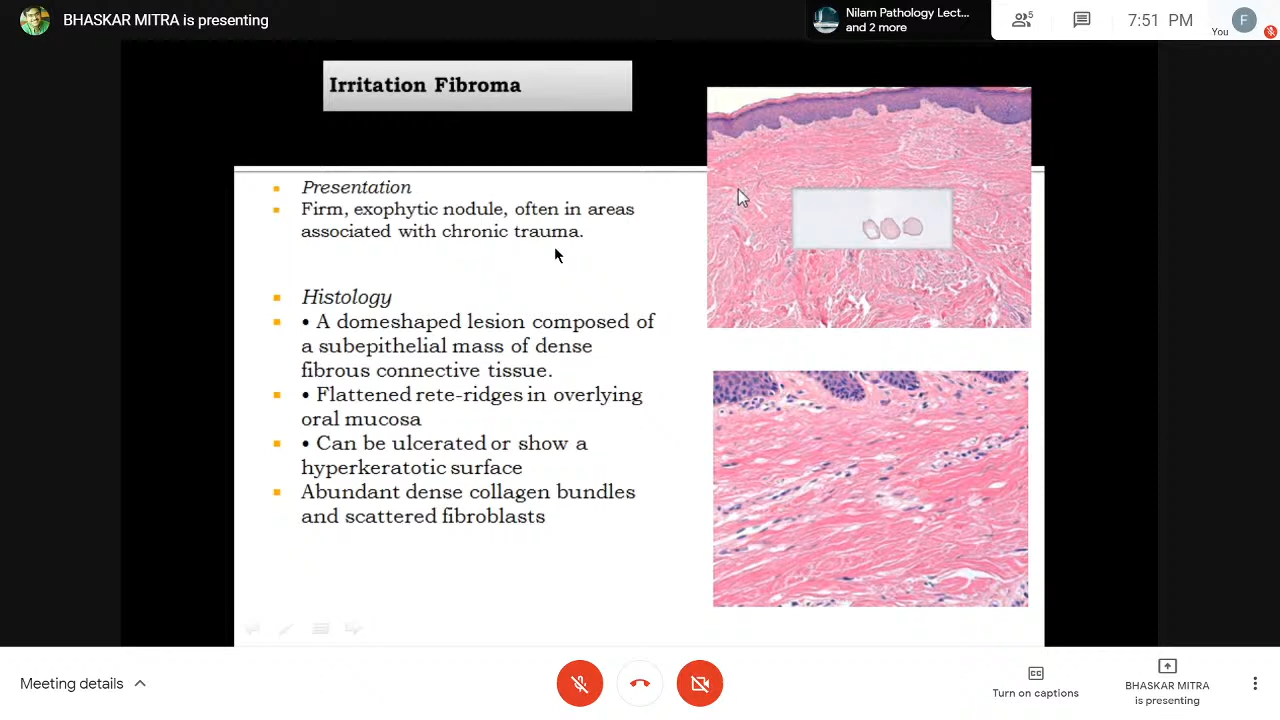 BHASKAR MITRA is presenting
Nilam Pathology Lect...
and 2 more
5
7:51 PM
You
F
Irritation Fibroma
Presentation
Firm, exophytic nodule, often in areas
associated with chronic trauma.
Histology
• A domeshaped lesion composed of
a subepithelial mass of dense
fibrous connective tissue.
• Flattened rete-ridges in overlying
oral mucosa
• Can be ulcerated or show a
hyperkeratotic surface
Abundant dense collagen bundles
and scattered fibroblasts
Meeting details
CC
Turn on captions
BHASKAR MITRA
is presenting